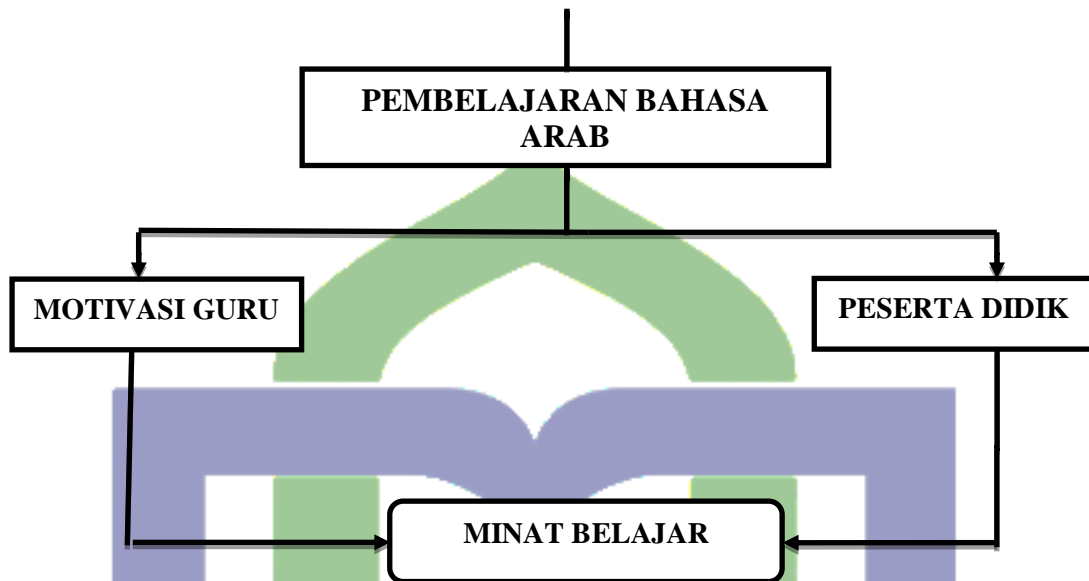 PEMBELAJARAN BAHASA
ARAB
MOTIVASI GURU
PESERTA DIDIK
MINAT BELAJAR